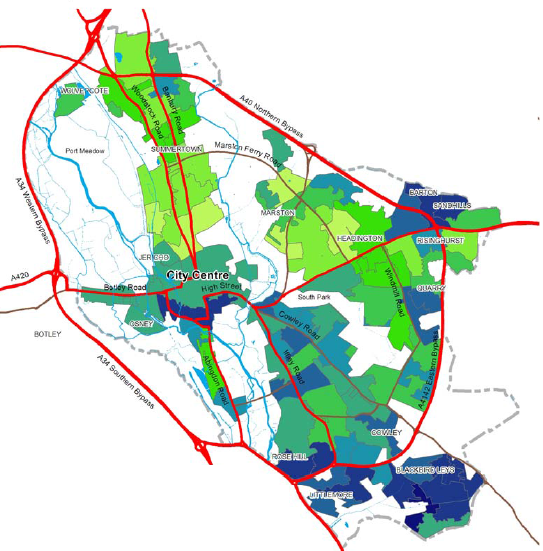 WOLVERCOTE
Woodstock Road
Banbury Road
A40 Northern Bypass
Port Meadow
SUMMERTOWN
Marston Ferry Road
A34 Western Bypass
BARTON
SANDHILLS
MARSTON
HEADINGTON
RISINGHURST
JERICHO
City Centre
A420
Botley Road
High Street
South Park
Windmill Road
QUARRY
OSNEY
Cowley Road
BOTLEY
Iffley Road
Abingdon Road
A4142 Eastern Bypass
A34 Southern Bypass
COWLEY
ROSE HILL
BLACKBIRD LEYS
LITTLEMORE